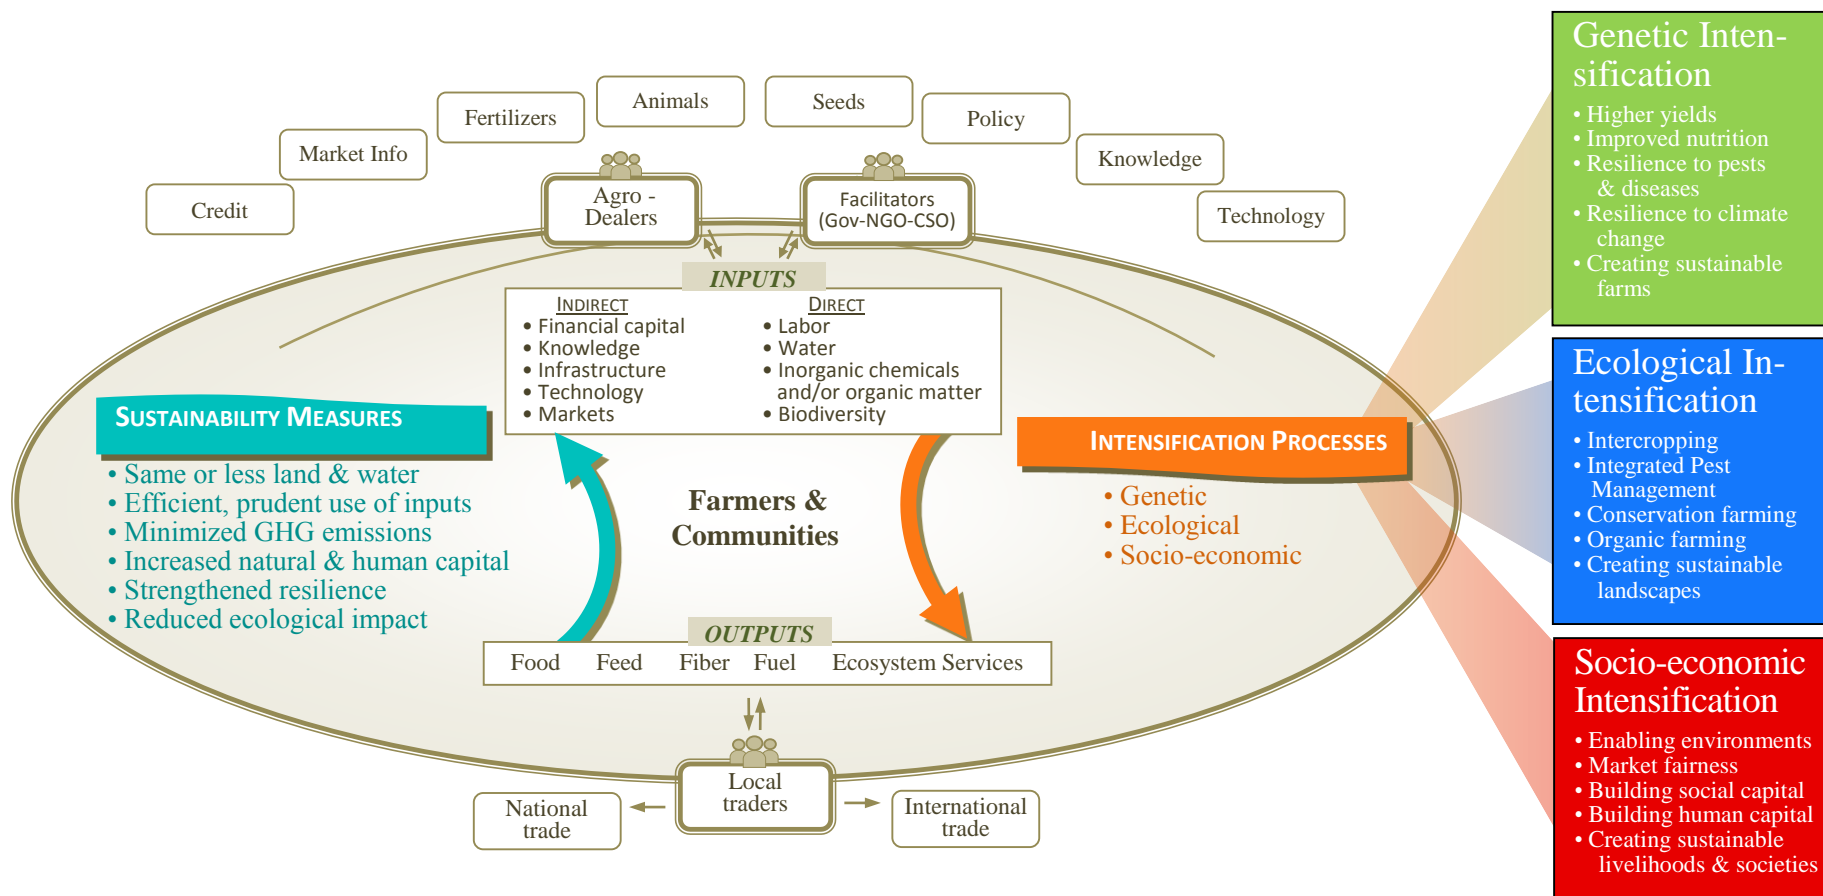 Credit
Market Info
Fertilizers
Animals
Seeds
Policy
Knowledge
Technology
Agro -
Dealers
Facilitators
(Gov-NGO-CSO)
INPUTS
INDIRECT
• Financial capital
• Knowledge
• Infrastructure
• Technology
• Markets
DIRECT
• Labor
• Water
• Inorganic chemicals
and/or organic matter
• Biodiversity
SUSTAINABILITY MEASURES
• Same or less land & water
• Efficient, prudent use of inputs
• Minimized GHG emissions
• Increased natural & human capital
• Strengthened resilience
• Reduced ecological impact
Farmers &
Communities
INTENSIFICATION PROCESSES
• Genetic
• Ecological
• Socio-economic
OUTPUTS
Food Feed Fiber Fuel Ecosystem Services
Local
traders
National
trade
International
trade
Genetic Inten-
sification
• Higher yields
• Improved nutrition
• Resilience to pests
& diseases
• Resilience to climate
change
• Creating sustainable
farms
Ecological In-
tensification
• Intercropping
• Integrated Pest
Management
• Conservation farming
• Organic farming
• Creating sustainable
landscapes
Socio-economic
Intensification
• Enabling environments
• Market fairness
• Building social capital
• Building human capital
• Creating sustainable
livelihoods & societies